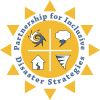 Partnership for Inclusive
Disaster Strategies